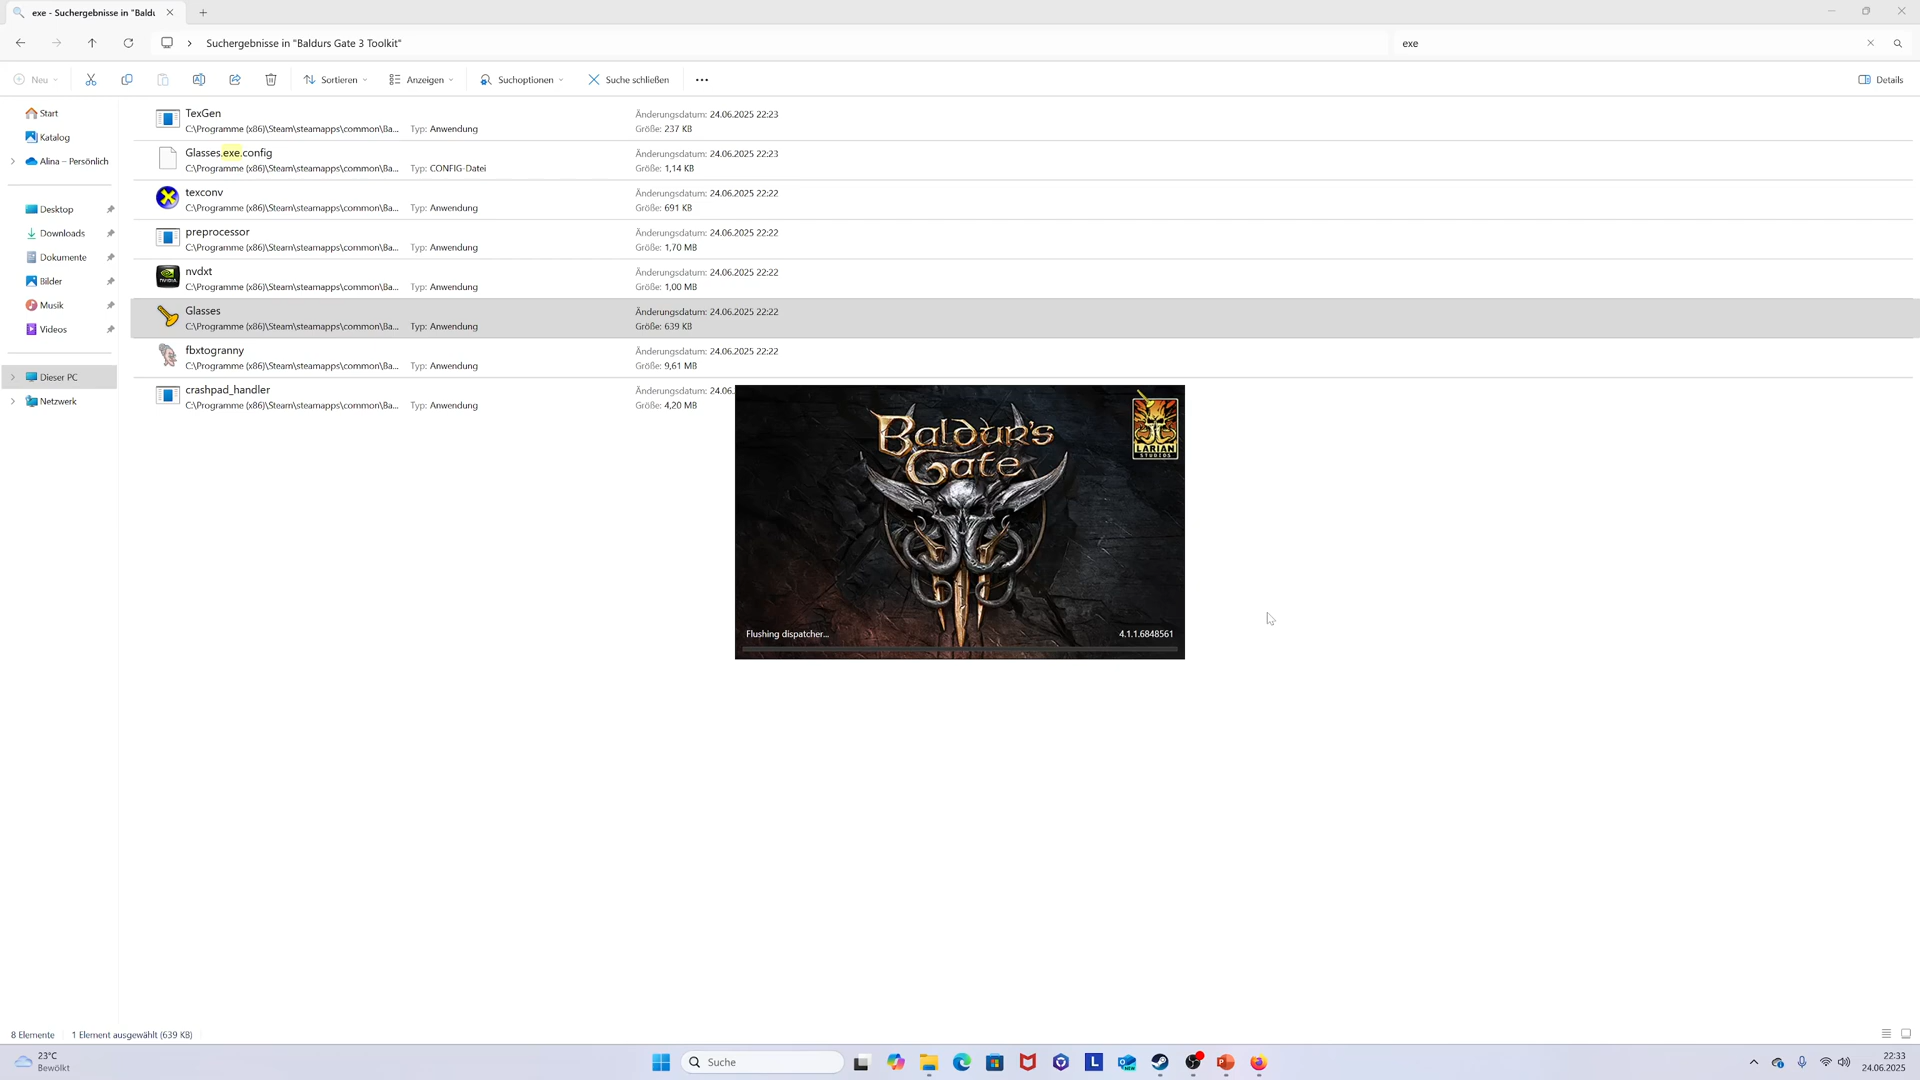 exe - Suchergebnisse in "Baldu
Suchergebnisse in "Baldurs Gate 3 Toolkit"
exe
Neu
Sortieren
Anzeigen
Suchoptionen
Suche schließen
Details
Start
Katalog
Alina – Persönlich
Desktop
Downloads
Dokumente
Bilder
Musik
Videos
Dieser PC
Netzwerk
TexGen
Änderungsdatum: 24.06.2025 22:23
C:\Programme (x86)\Steam\steamapps\common\Ba... Typ: Anwendung
Größe: 237 KB
Glasses.exe.config
Änderungsdatum: 24.06.2025 22:23
C:\Programme (x86)\Steam\steamapps\common\Ba... Typ: CONFIG-Datei
Größe: 1,14 KB
texconv
Änderungsdatum: 24.06.2025 22:22
C:\Programme (x86)\Steam\steamapps\common\Ba... Typ: Anwendung
Größe: 691 KB
preprocessor
Änderungsdatum: 24.06.2025 22:22
C:\Programme (x86)\Steam\steamapps\common\Ba... Typ: Anwendung
Größe: 1,70 MB
nvdxt
Änderungsdatum: 24.06.2025 22:22
C:\Programme (x86)\Steam\steamapps\common\Ba... Typ: Anwendung
Größe: 1,00 MB
Glasses
Änderungsdatum: 24.06.2025 22:22
C:\Programme (x86)\Steam\steamapps\common\Ba... Typ: Anwendung
Größe: 639 KB
fbxtogranny
Änderungsdatum: 24.06.2025 22:22
C:\Programme (x86)\Steam\steamapps\common\Ba... Typ: Anwendung
Größe: 9,61 MB
crashpad_handler
Änderungsdatum: 24.06.
C:\Programme (x86)\Steam\steamapps\common\Ba... Typ: Anwendung
Größe: 4,20 MB
Baldur's
Gate
LARIAN
STUDIOS
Flushing dispatcher...
4.1.1.6848561
8 Elemente
1 Element ausgewählt (639 KB)
23°C
Bewölkt
Suche
22:33
24.06.2025